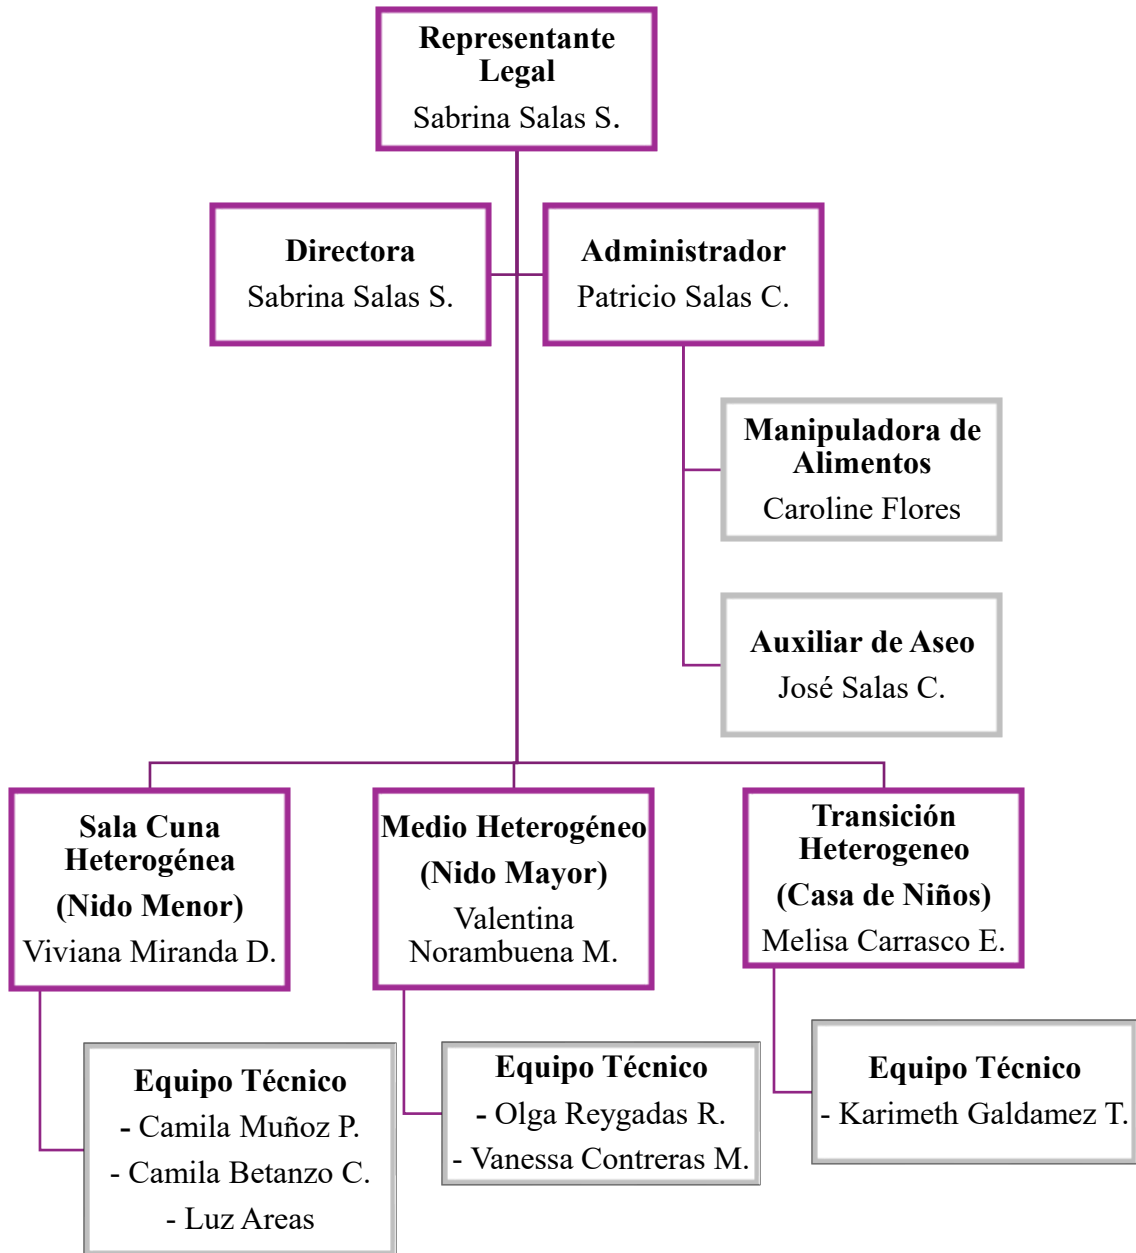 Representante
Legal
Sabrina Salas S.
Directora
Sabrina Salas S.
Administrador
Patricio Salas C.
Manipuladora de
Alimentos
Caroline Flores
Auxiliar de Aseo
José Salas C.
Sala Cuna
Heterogénea
(Nido Menor)
Viviana Miranda D.
Medio Heterogéneo
(Nido Mayor)
Valentina
Norambuena M.
Transición
Heterogeneo
(Casa de Niños)
Melisa Carrasco E.
Equipo Técnico
- Camila Muñoz P.
- Camila Betanzo C.
- Luz Areas
Equipo Técnico
- Olga Reygadas R.
- Vanessa Contreras M.
Equipo Técnico
- Karimeth Galdamez T.